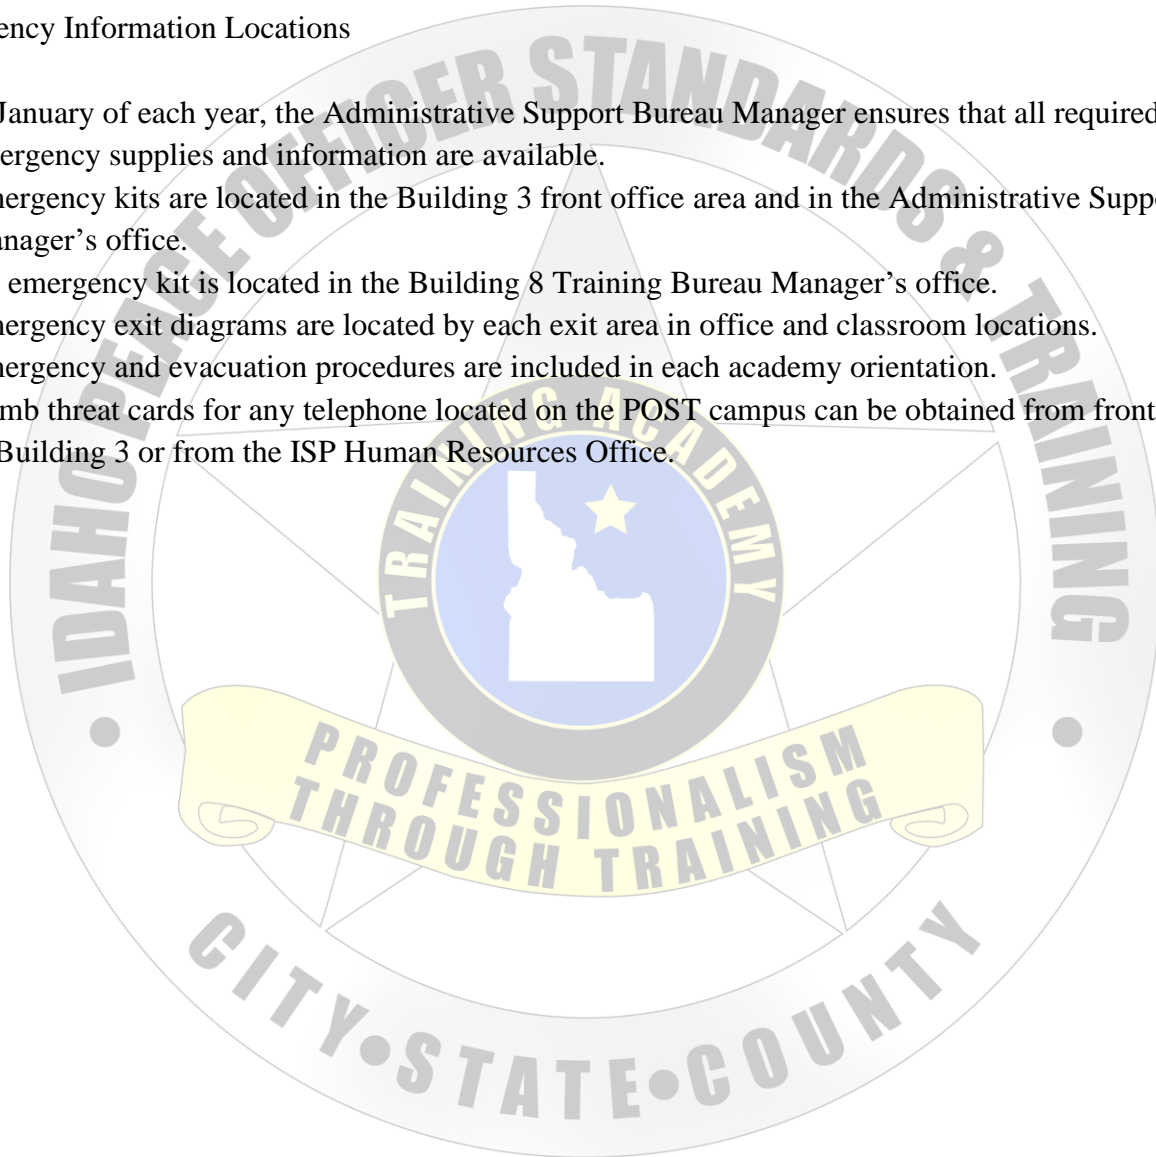 ency Information Locations
January of each year, the Administrative Support Bureau Manager ensures that all required
ergency supplies and information are available.
nergency kits are located in the Building 3 front office area and in the Administrative Suppo
anager’s office.
emergency kit is located in the Building 8 Training Bureau Manager’s office.
nergency exit diagrams are located by each exit area in office and classroom locations.
nergency and evacuation procedures are included in each academy orientation.
mb threat cards for any telephone located on the POST campus can be obtained from front
Building 3 or from the ISP Human Resources Office.
IDAHO PEACE OFFICER STANDARDS & TRAINING
TRAINING ACADEMY
PROFESSIONALISM
THROUGH TRAINING
CITY•STATE•COUNTY